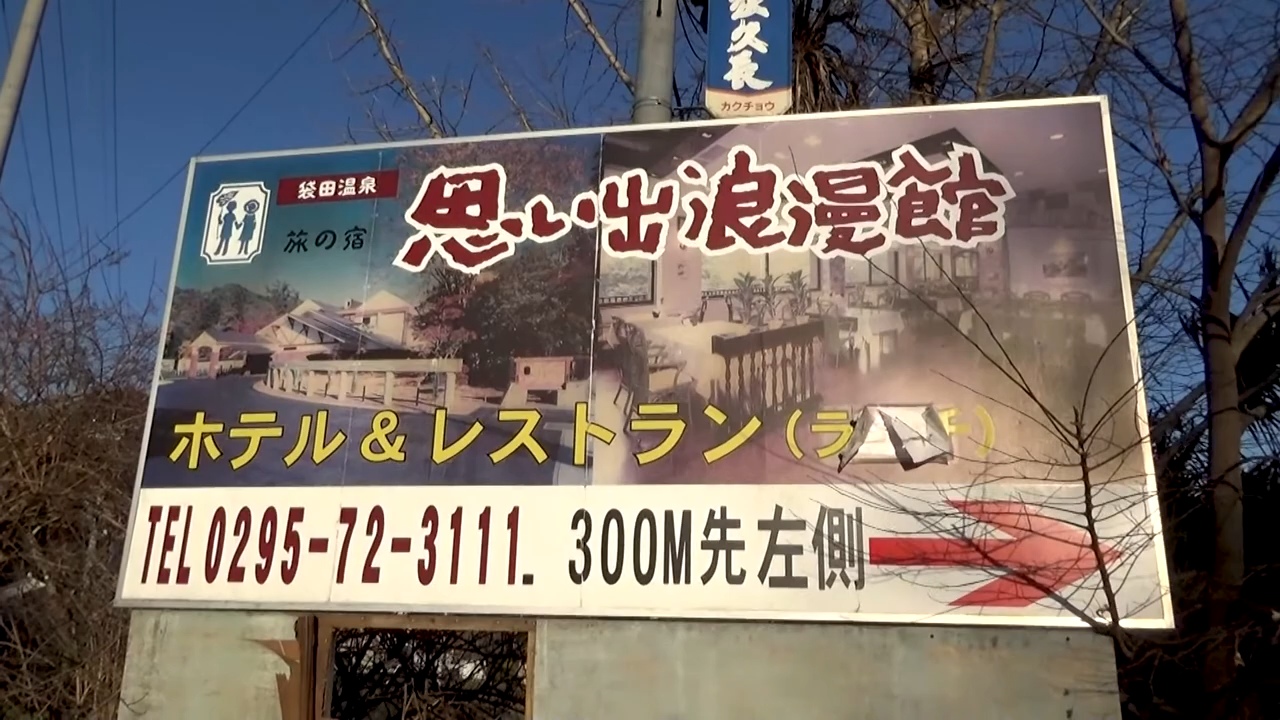 久長
カクチョウ
袋田温泉
旅の宿
思い出浪漫館
ホテル&レストラン(ラ チ)
TEL 0295-72-3111
300M先左側